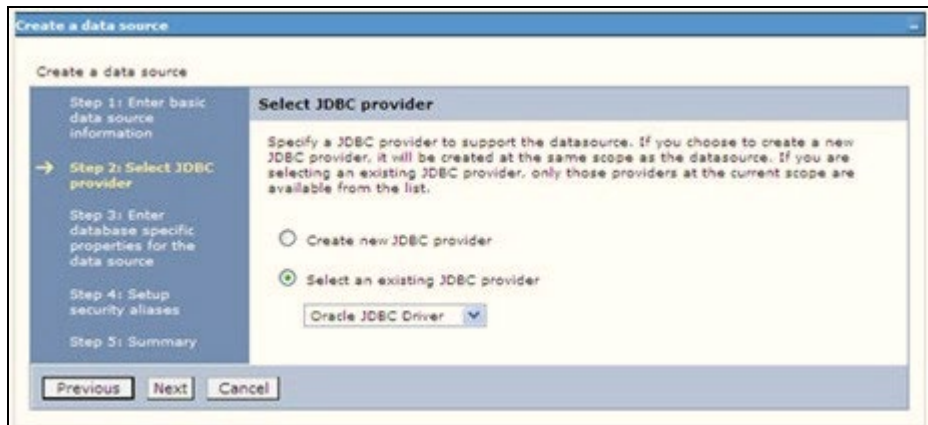 Create a data source
Create a data source
Step 1: Enter basic
data source
information
Step 2: Select JDBC
provider
Step 3: Enter
database specific
properties for the
data source
Step 4: Setup
security aliases
Step 5: Summary
Select JDBC provider
Specify a JDBC provider to support the datasource. If you choose to create a new
JDBC provider, it will be created at the same scope as the datasource. If you are
selecting an existing JDBC provider, only those providers at the current scope are
available from the list.
Create new JDBC provider
Select an existing JDBC provider
Oracle JDBC Driver
Previous Next Cancel